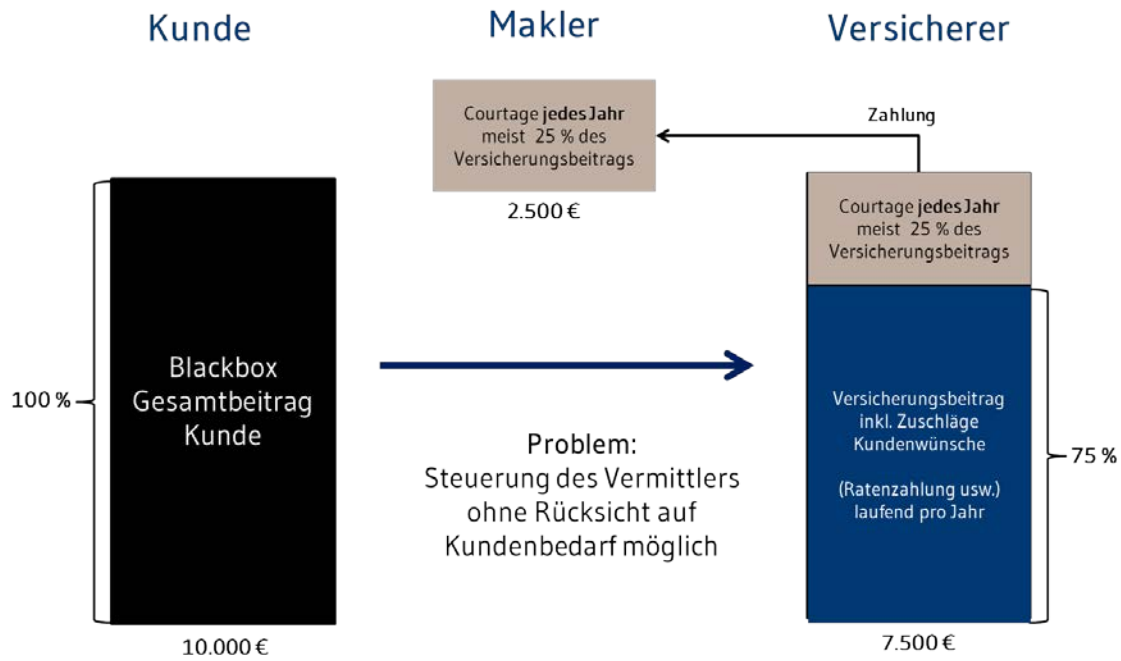 Kunde
Makler
Versicherer
Courtage jedes Jahr
meist 25 % des
Versicherungsbeitrags
2.500 €
Zahlung
Courtage jedes Jahr
meist 25 % des
Versicherungsbeitrags
100 %
Blackbox
Gesamtbeitrag
Kunde
10.000 €
Problem:
Steuerung des Vermittlers
ohne Rücksicht auf
Kundenbedarf möglich
Versicherungsbeitrag
inkl. Zuschläge
Kundenwünsche
(Ratenzahlung usw.)
laufend pro Jahr
75 %
7.500 €